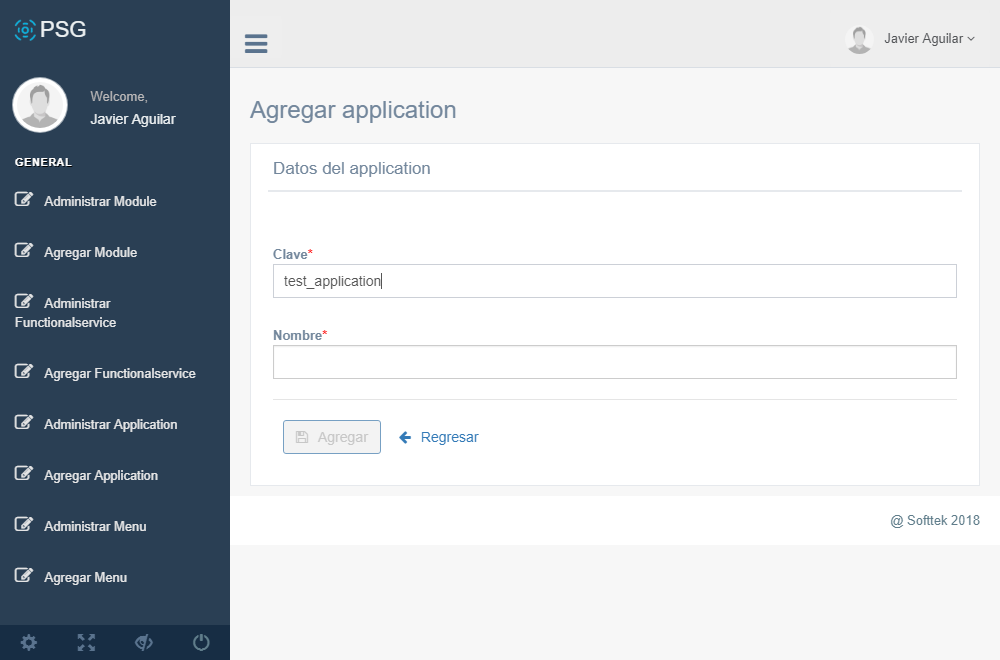 PSG
Welcome,
Javier Aguilar
GENERAL
Administrar Module
Agregar Module
Administrar
Functionalservice
Agregar Functionalservice
Administrar Application
Agregar Application
Administrar Menu
Agregar Menu
Javier Aguilar
Agregar application
Datos del application
Clave*
test_application
Nombre*
Agregar
Regresar
@ Softtek 2018